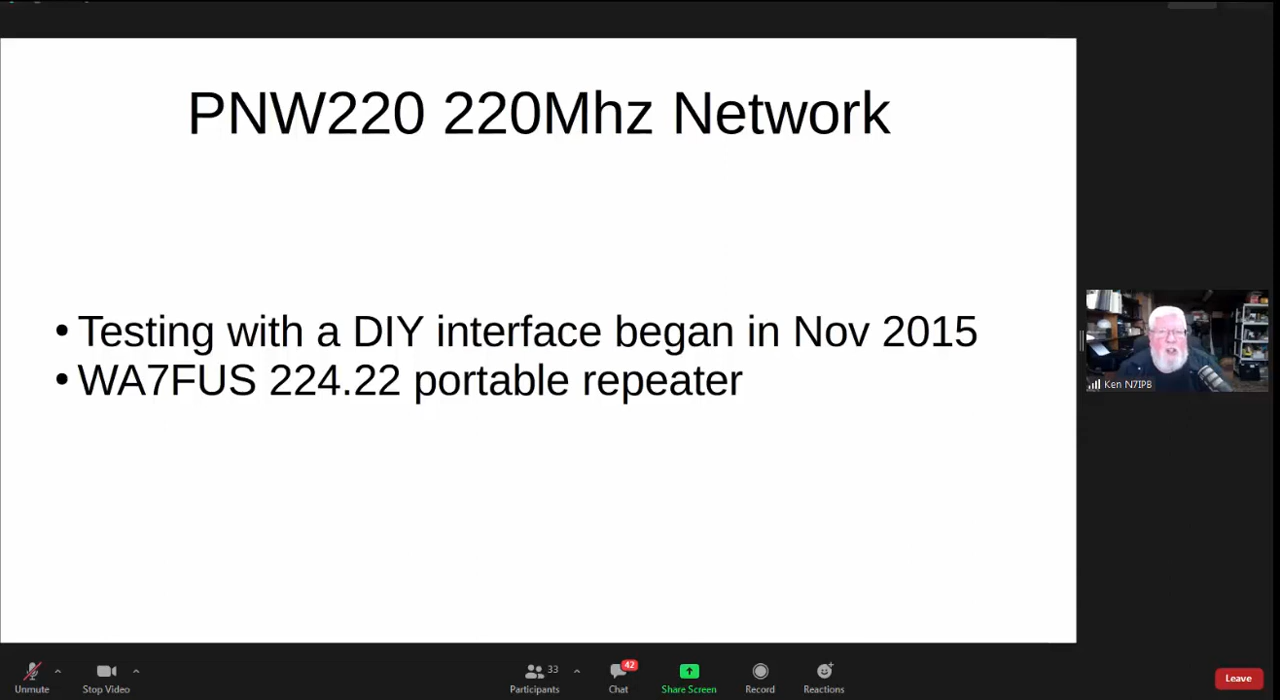 PNW220 220Mhz Network
• Testing with a DIY interface began in Nov 2015
• WA7FUS 224.22 portable repeater
Ken N7IPB
Unmute
Stop Video
33
Participants
42
Chat
Share Screen
Record
Reactions
Leave